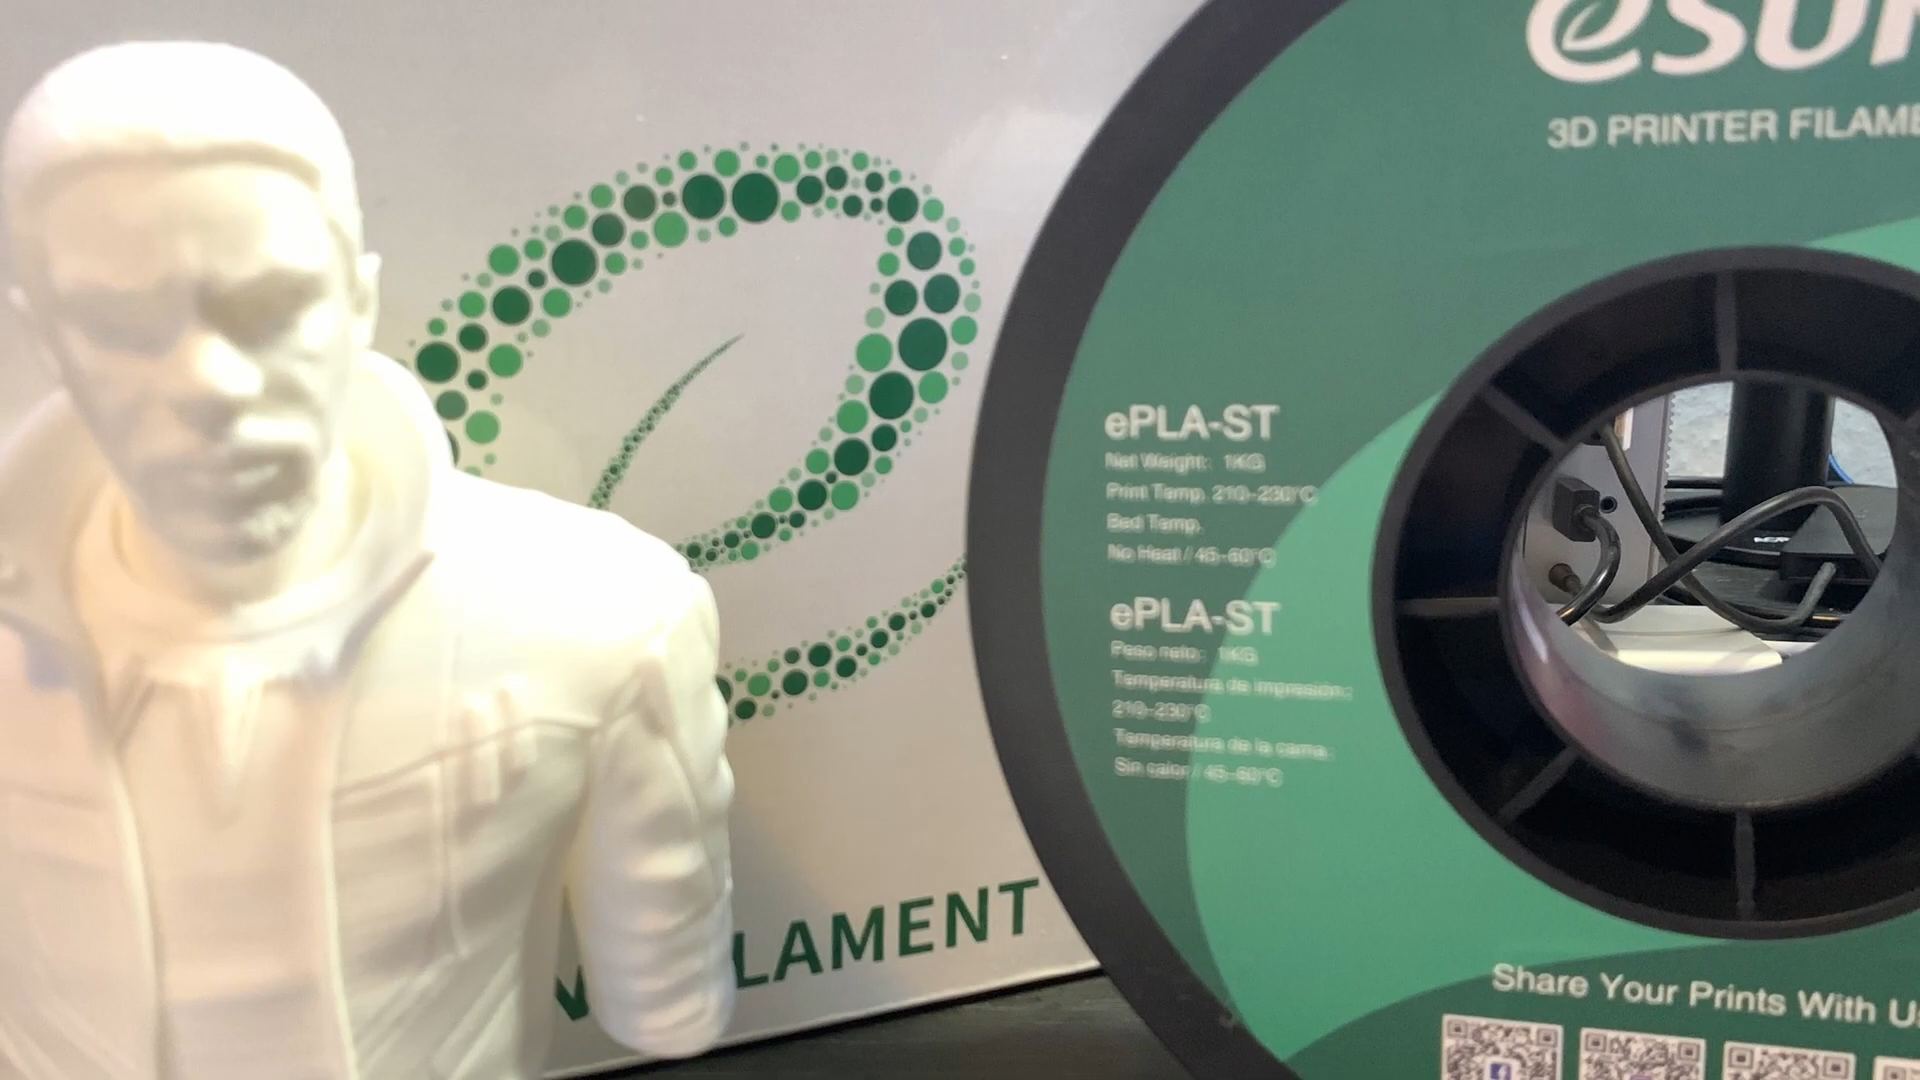 eSU
3D PRINTER FILAME
ePLA-ST
Net Weight: 1KG
Print Temp. 210-230°C
Bed Temp.
No Heat / 45-60°C
ePLA-ST
Peso neto: 1KG
Temperatura de impresión:
210-230°C
Temperatura de la cama:
Sin calor / 45-60°C
LAMENT
Share Your Prints With Us